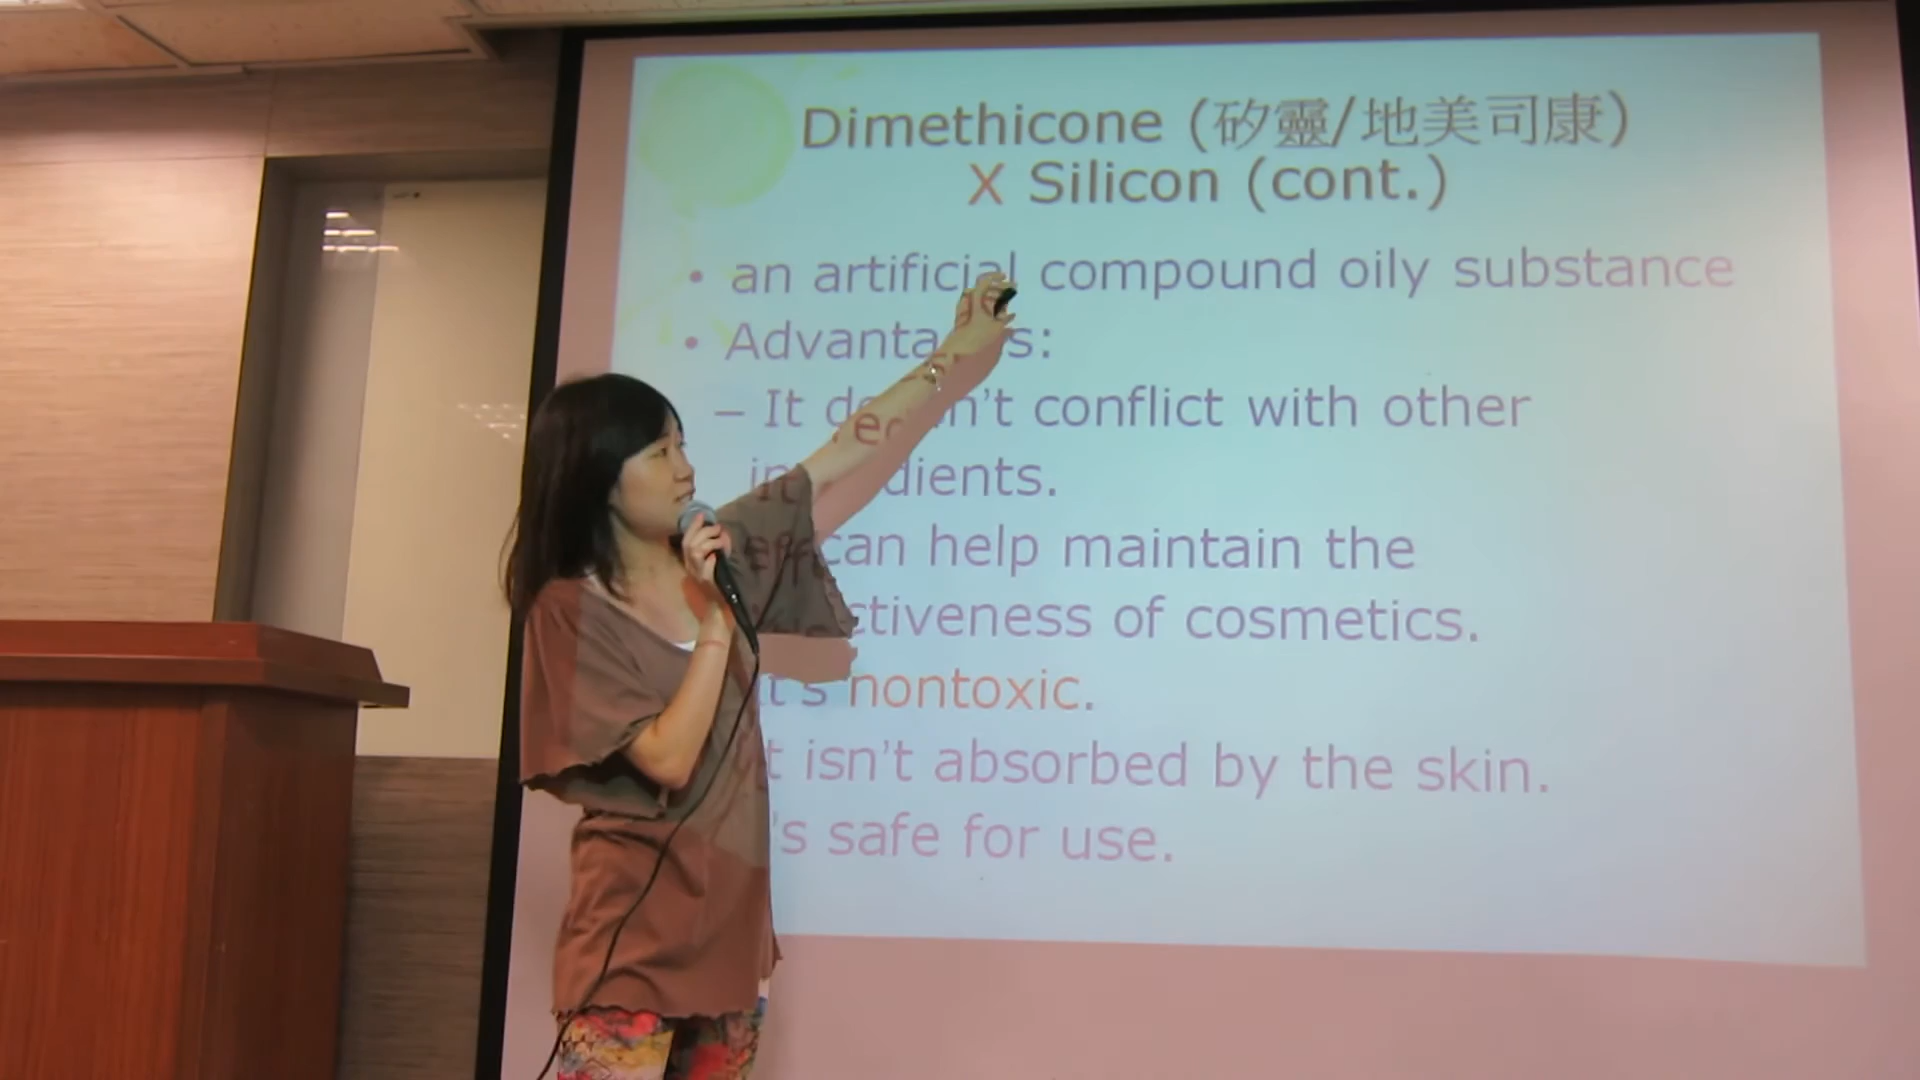 Dimethicone (矽靈/地美司康)
X Silicon (cont.)
• an artificial compound oily substance
• Advantages:
– It doesn't conflict with other
ingredients.
can help maintain the
effectiveness of cosmetics.
It's nontoxic.
It isn't absorbed by the skin.
It's safe for use.